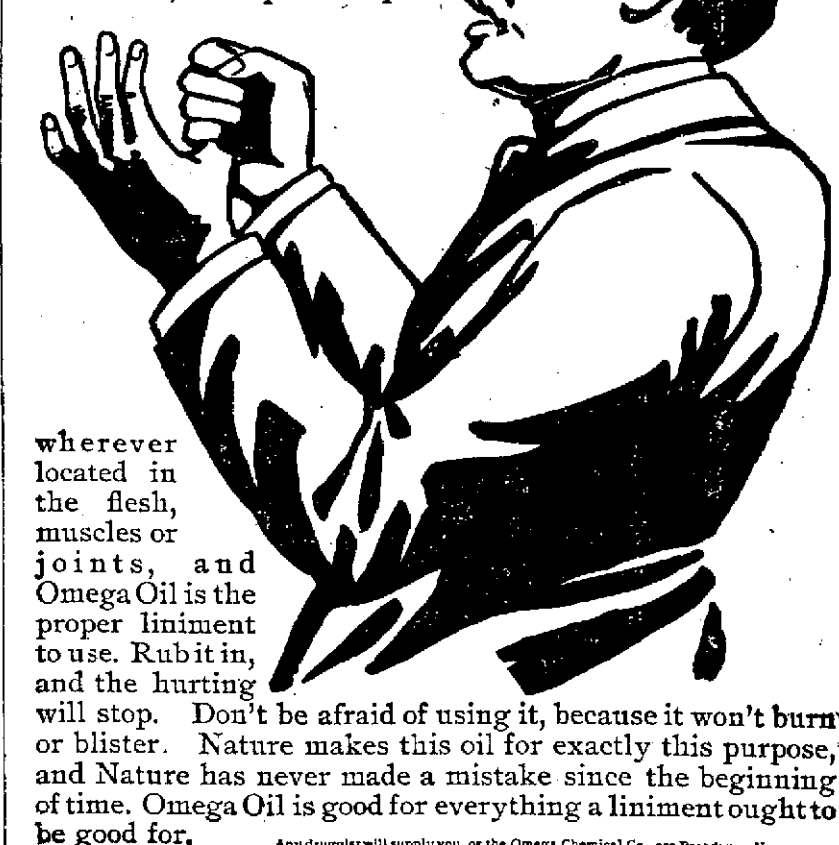 wherever
located in
the flesh,
muscles or
joints, and
Omega Oil is the
proper liniment
to use. Rub it in,
and the hurting
will stop. Don't be afraid of using it, because it won't burn
or blister. Nature makes this oil for exactly this purpose,
and Nature has never made a mistake since the beginning
of time. Omega Oil is good for everything a liniment ought to
be good for.
Any druggist will supply you, or the Omega Chemical Co.